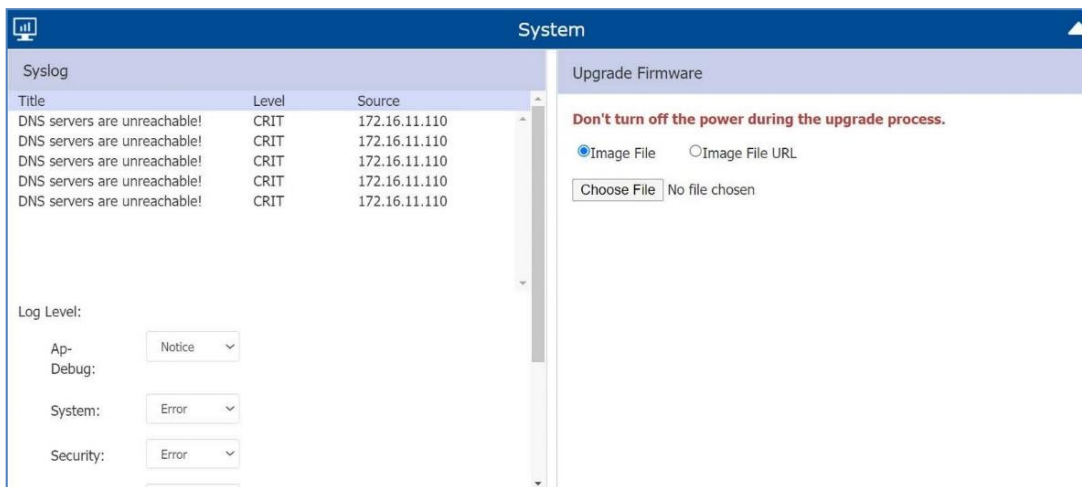 System
Syslog
Title Level Source
DNS servers are unreachable! CRIT 172.16.11.110
DNS servers are unreachable! CRIT 172.16.11.110
DNS servers are unreachable! CRIT 172.16.11.110
DNS servers are unreachable! CRIT 172.16.11.110
DNS servers are unreachable! CRIT 172.16.11.110
Log Level:
Ap-
Debug:
Notice
System: Error
Security: Error
Upgrade Firmware
Don't turn off the power during the upgrade process.
Image File Image File URL
Choose File No file chosen